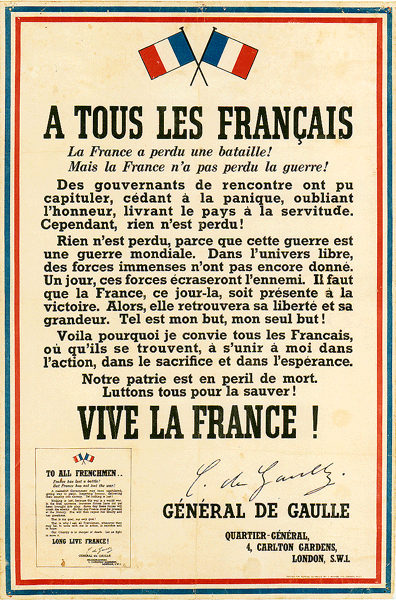 A TOUS LES FRANÇAIS
La France a perdu une bataille!
Mais la France n'a pas perdu la guerre!
Des gouvernants de rencontre ont pu
capituler, cédant à la panique, oubliant
l'honneur, livrant le pays à la servitude.
Cependant, rien n'est perdu!
Rien n'est perdu, parce que cette guerre est
une guerre mondiale. Dans l'univers libre,
des forces immenses n'ont pas encore donné.
Un jour, ces forces écraseront l'ennemi. Il faut
que la France, ce jour-la, soit présente à la
victoire. Alors, elle retrouvera sa liberté et sa
grandeur. Tel est mon but, mon seul but!
Voila pourquoi je convie tous les Francais,
où qu'ils se trouvent, à s'unir à moi dans
l'action, dans le sacrifice et dans l'espérance.
Notre patrie est en peril de mort.
Luttons tous pour la sauver!
VIVE LA FRANCE !
C. de Gaulle
GÉNÉRAL DE GAULLE
QUARTIER-GÉNÉRAL,
4, CARLTON GARDENS,
LONDON, S.W.1.
TO ALL FRENCHMEN..
France has lost a battle!
But France has not lost the war!
LONG LIVE FRANCE!
C. de Gaulle
GÉNÉRAL DE GAULLE